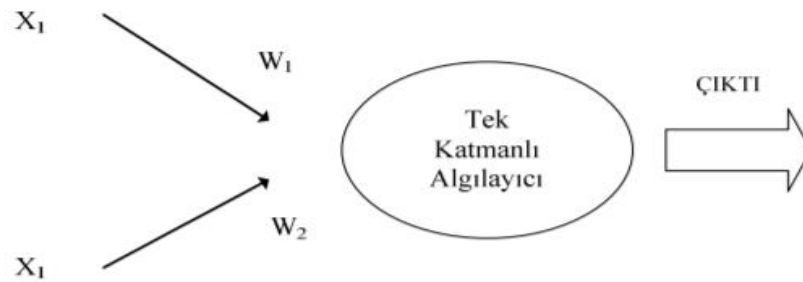 X₁
W₁
ÇIKTI
Tek
Katmanlı
Algılayıcı
W₂
X₁